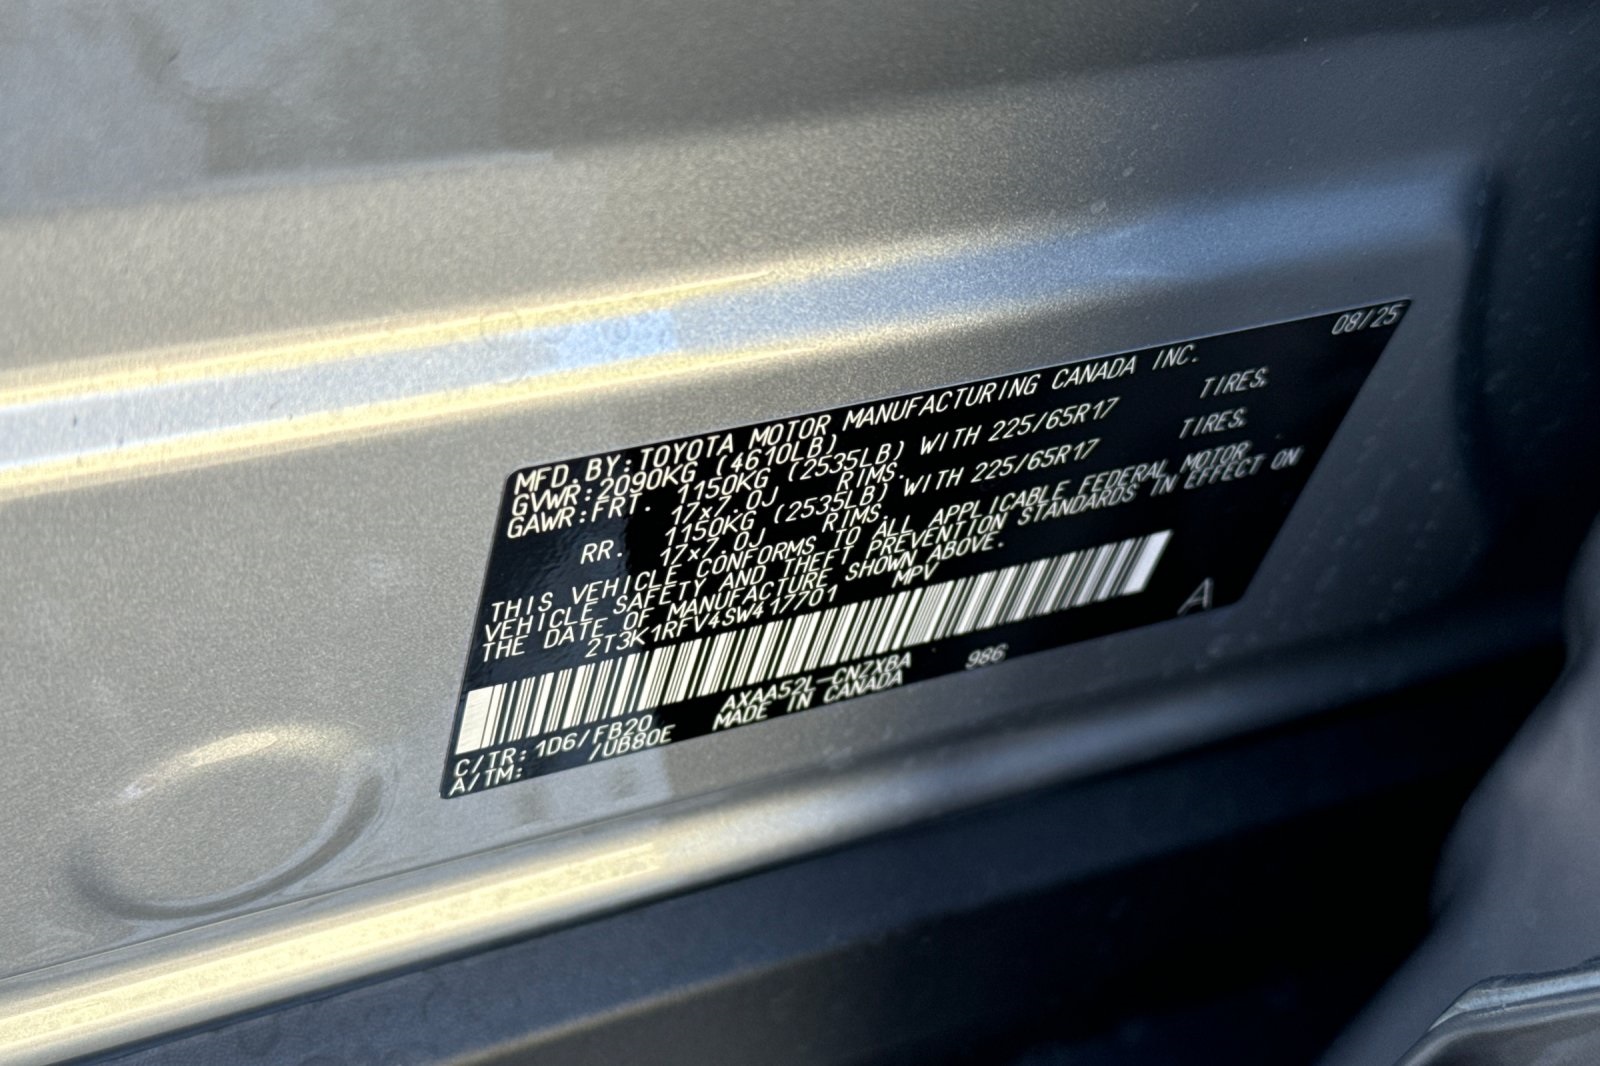 08/25
MFD.BY:TOYOTA MOTOR MANUFACTURING CANADA INC.
GVWR:2090KG (4610LB)
GAWR:FRT. 1150KG (2535LB) WITH 225/65R17 TIRES,
17x7.0J RIMS.
RR. 1150KG (2535LB) WITH 225/65R17 TIRES,
17x7.0J RIMS.
THIS VEHICLE CONFORMS TO ALL APPLICABLE FEDERAL MOTOR
VEHICLE SAFETY AND THEFT PREVENTION STANDARDS IN EFFECT ON
THE DATE OF MANUFACTURE SHOWN ABOVE.
2T3K1RFV4SW417701 MPV
A
C/TR:1D6/FB20 AXAA52L-CNZXBA 986
A/TM: /UB80E MADE IN CANADA